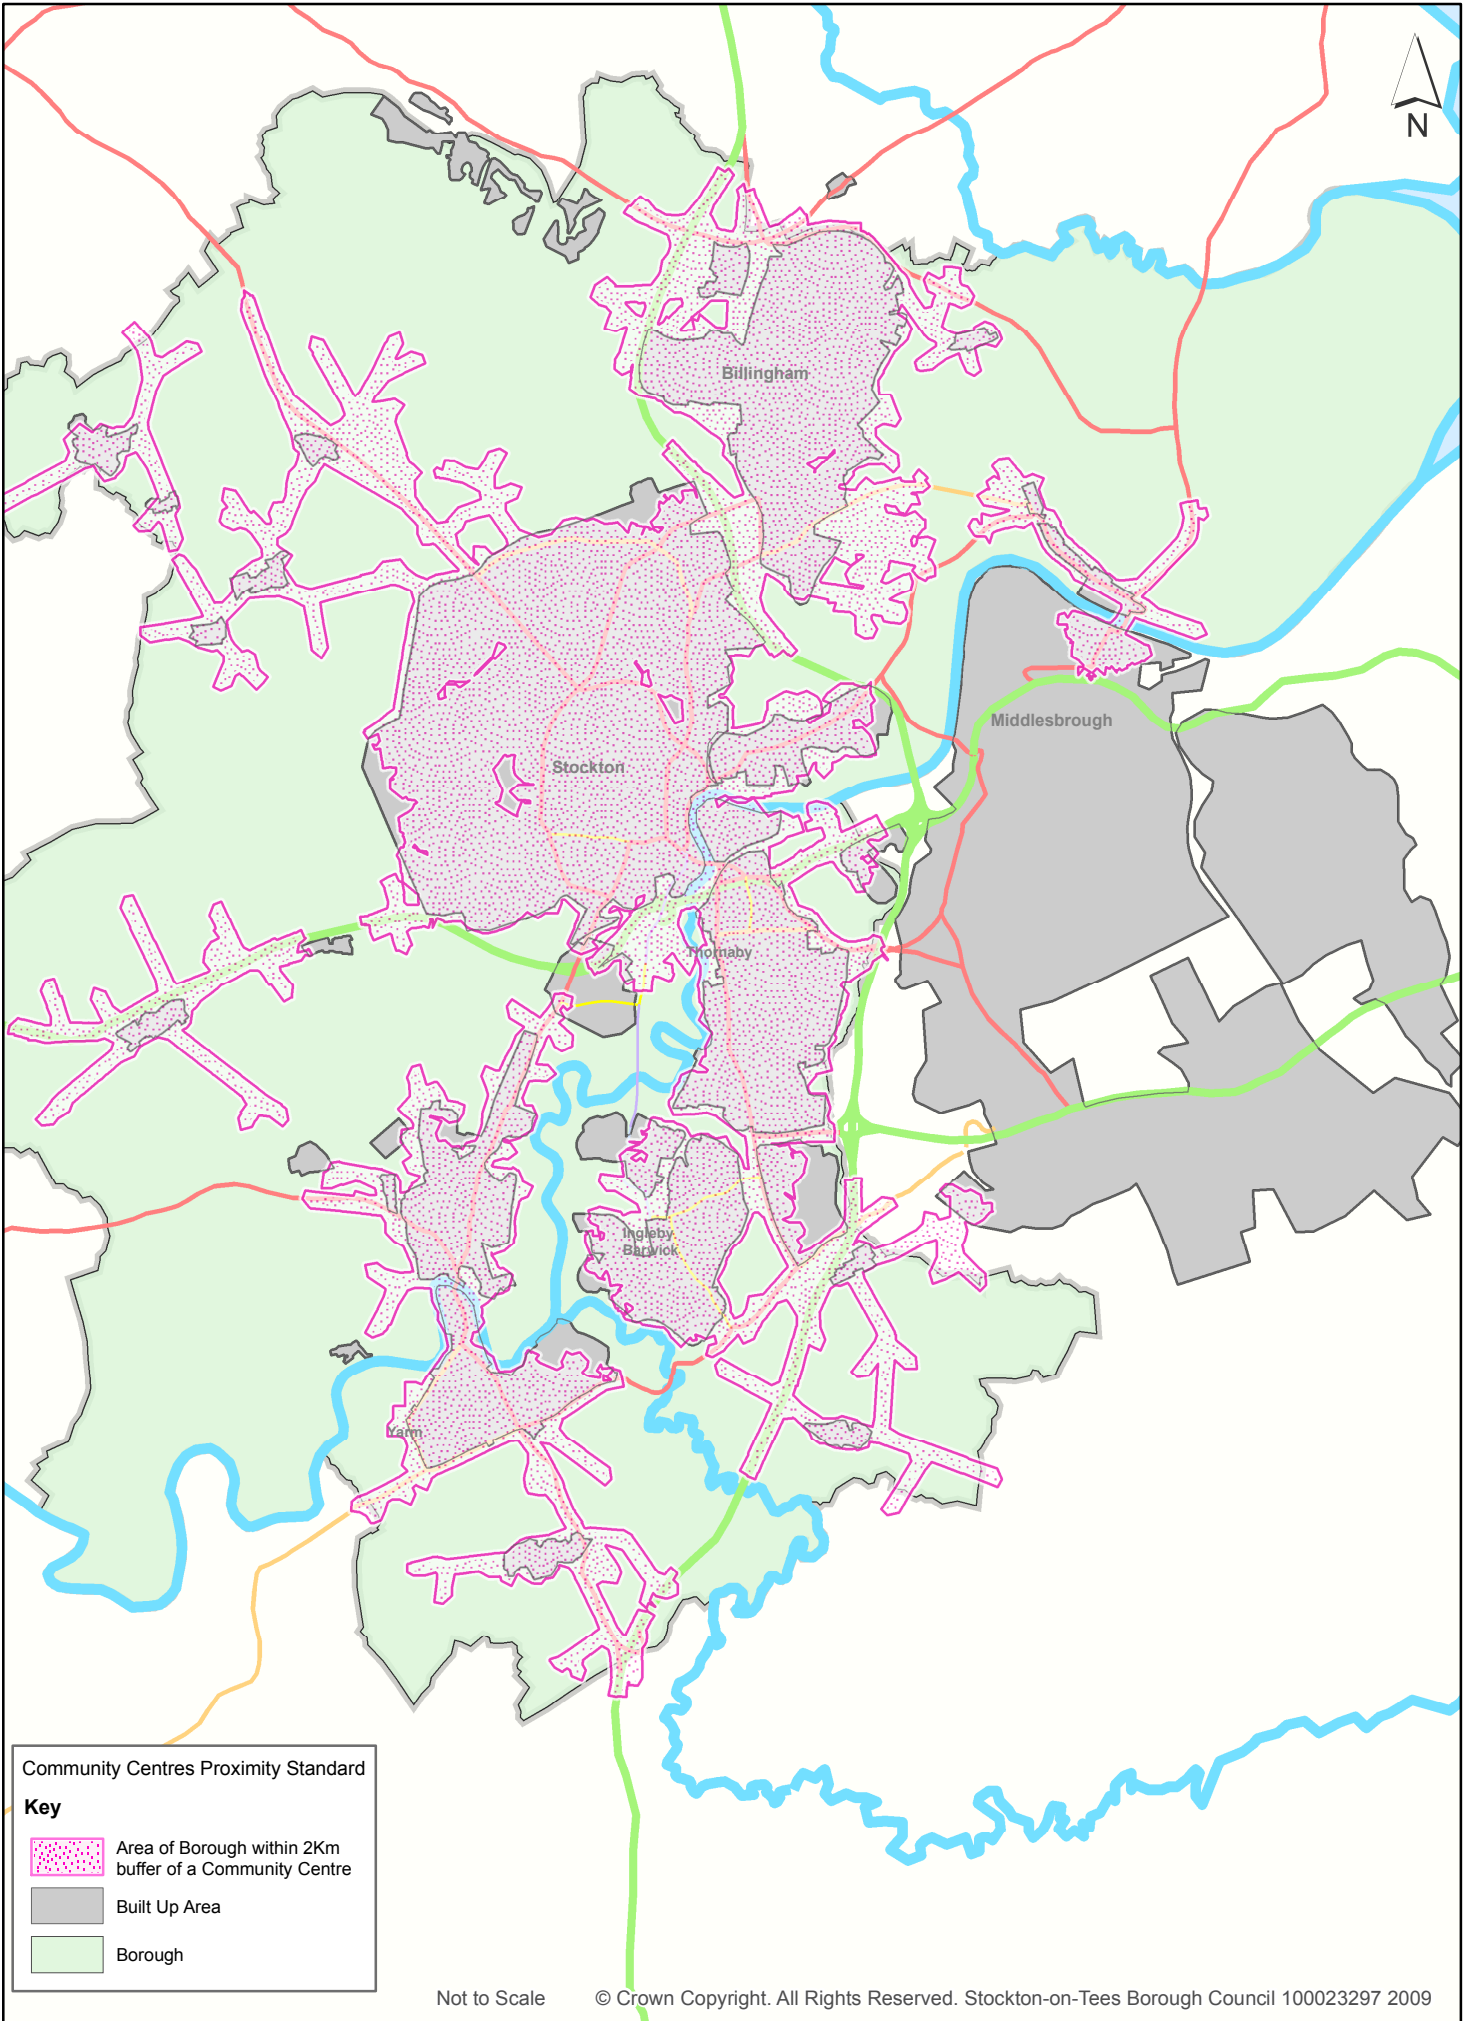 N
Billingham
Middlesbrough
Stockton
Thornaby
Ingleby
Barwick
Yarm
Community Centres Proximity Standard
Key
Area of Borough within 2Km
buffer of a Community Centre
Built Up Area
Borough
Not to Scale © Crown Copyright. All Rights Reserved. Stockton-on-Tees Borough Council 100023297 2009